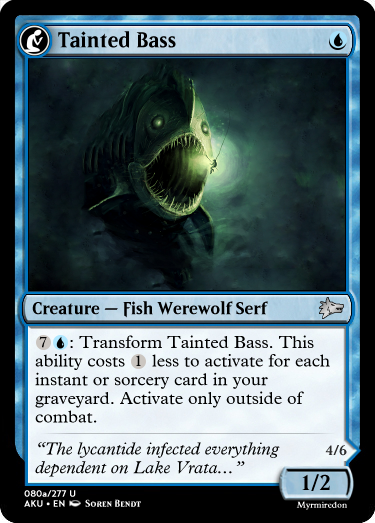 Tainted Bass
Creature — Fish Werewolf Serf
7 : Transform Tainted Bass. This
ability costs 1 less to activate for each
instant or sorcery card in your
graveyard. Activate only outside of
combat.
“The lycantide infected everything
dependent on Lake Vrata...”
4/6
1/2
080a/277 U
AKU • EN Soren Bendt
Myrmiredon